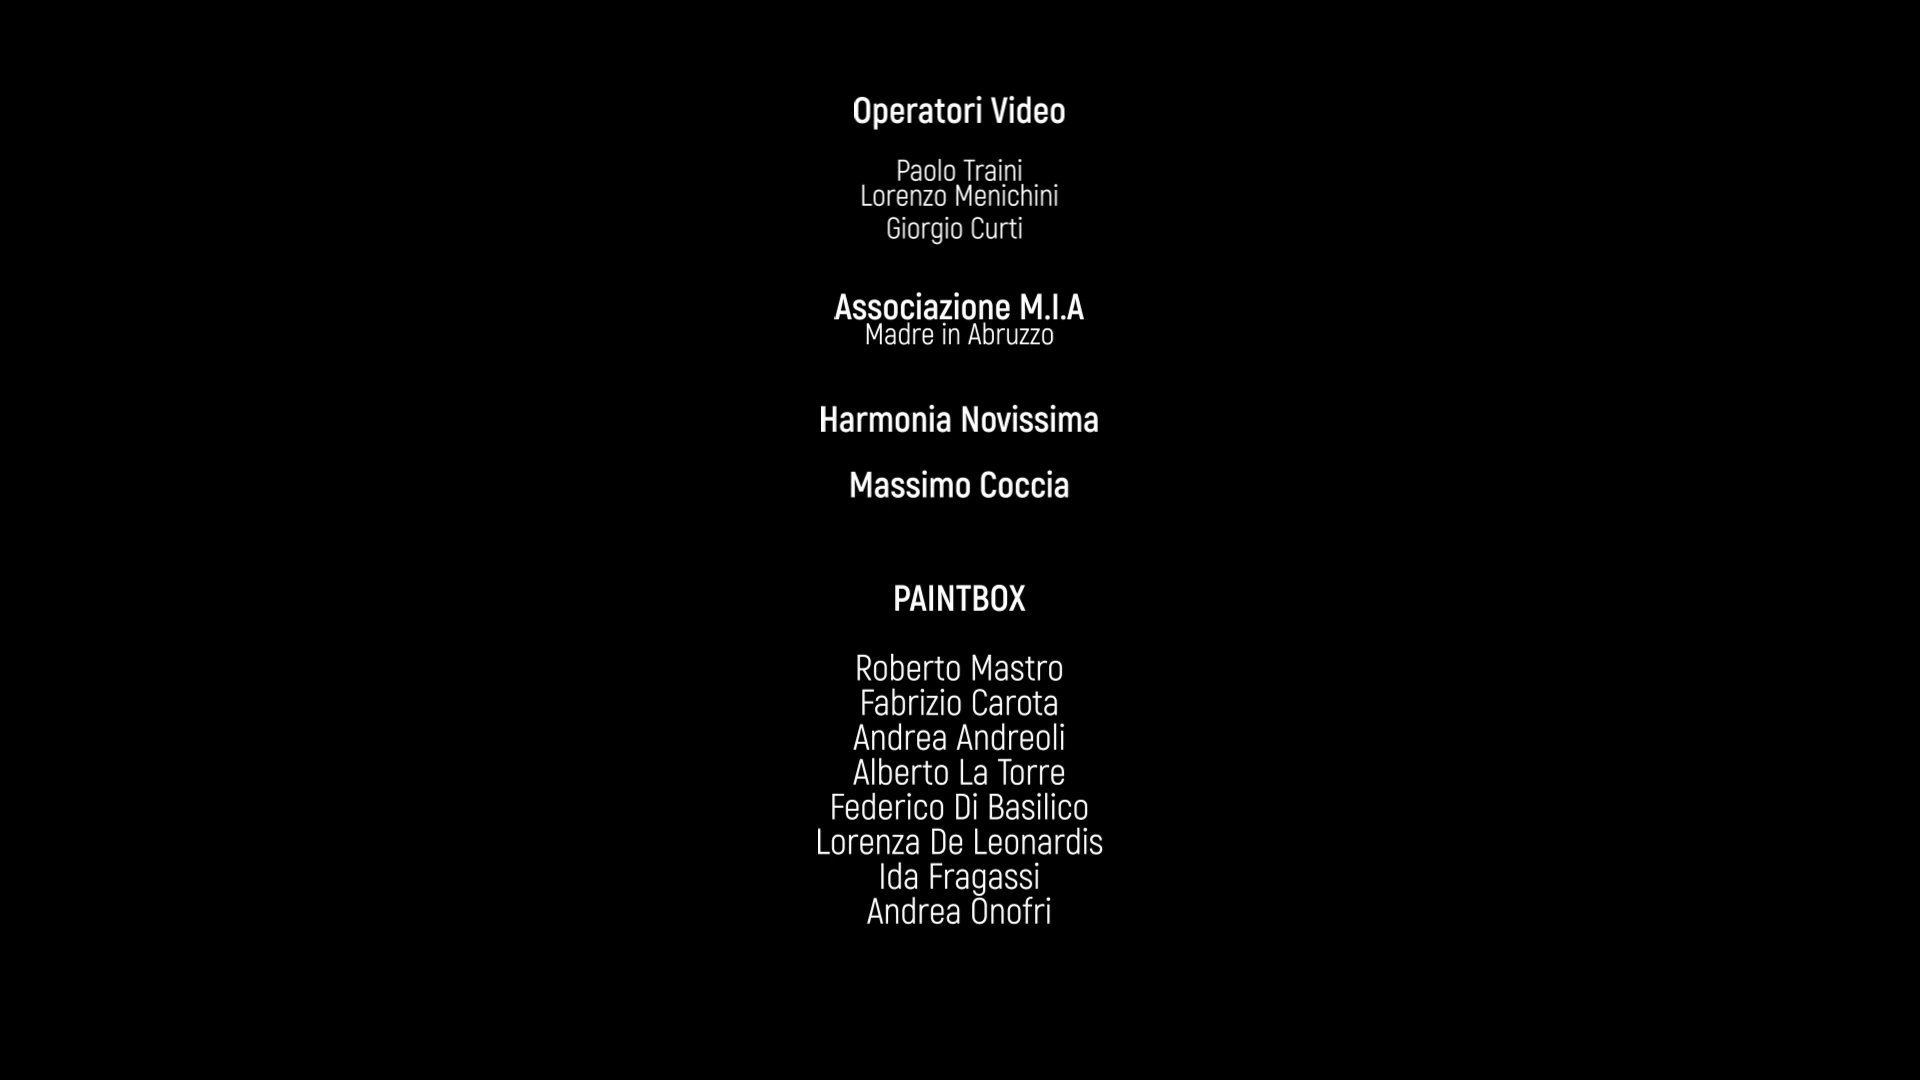 Operatori Video
Paolo Traini
Lorenzo Menichini
Giorgio Curti
Associazione M.I.A
Madre in Abruzzo
Harmonia Novissima
Massimo Coccia
PAINTBOX
Roberto Mastro
Fabrizio Carota
Andrea Andreoli
Alberto La Torre
Federico Di Basilico
Lorenza De Leonardis
Ida Fragassi
Andrea Onofri